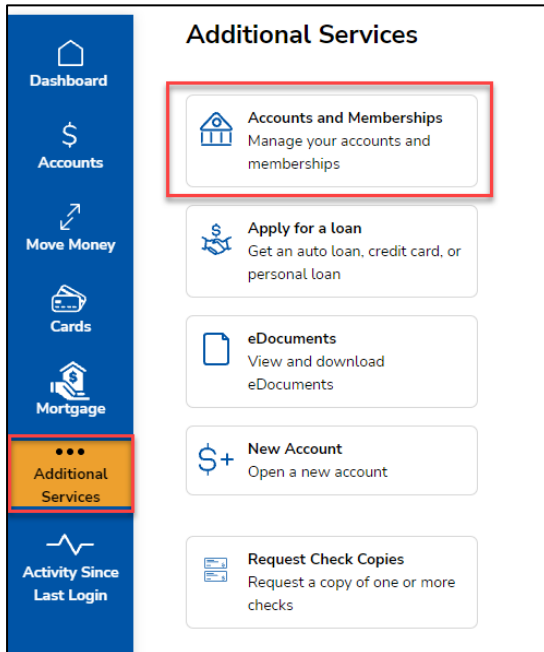 Dashboard
$
Accounts
Move Money
Cards
Mortgage
Additional
Services
Activity Since
Last Login
Additional Services
Accounts and Memberships
Manage your accounts and
memberships
Apply for a loan
Get an auto loan, credit card, or
personal loan
eDocuments
View and download
eDocuments
$+
New Account
Open a new account
Request Check Copies
Request a copy of one or more
checks